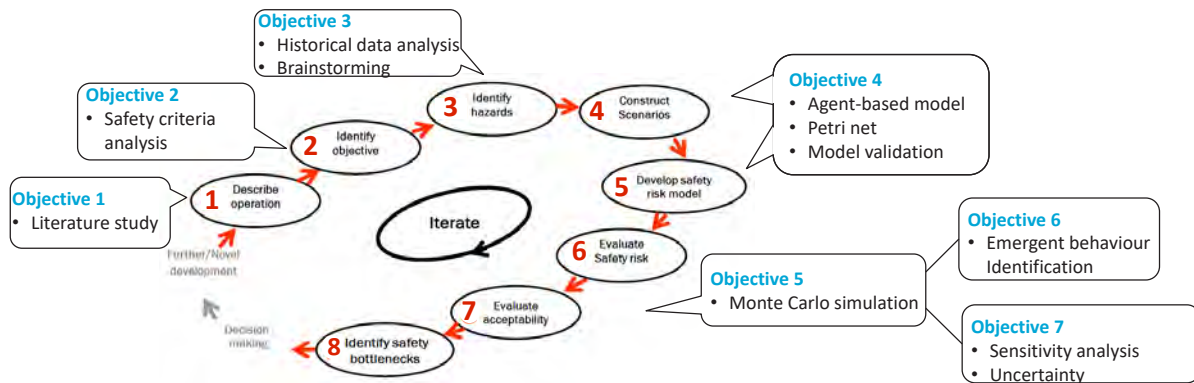 Objective 3
• Historical data analysis
• Brainstorming
Objective 2
• Safety criteria
analysis
Objective 4
• Agent-based model
• Petri net
• Model validation
3 Identify
hazards
4 Construct
Scenarios
2 Identify
objective
Objective 1
• Literature study
1 Describe
operation
5 Develop safety
risk model
Iterate
6 Evaluate
Safety risk
Objective 6
• Emergent behaviour
Identification
Further/Novel
development
Objective 5
• Monte Carlo simulation
7 Evaluate
acceptability
Decision
making
8 Identify safety
bottlenecks
Objective 7
• Sensitivity analysis
• Uncertainty